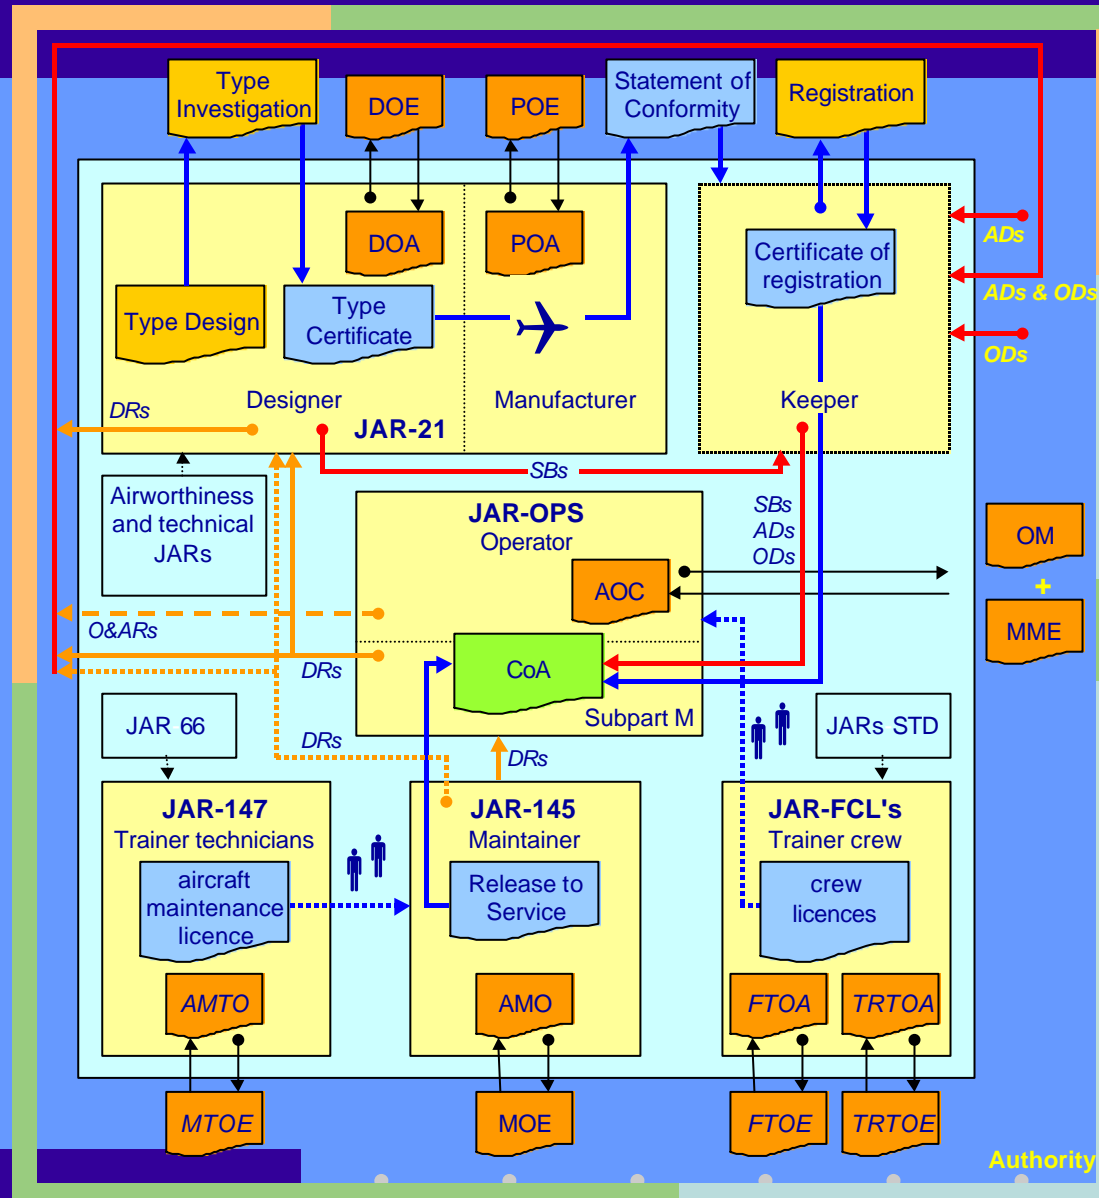 Type
Investigation
DOE
POE
Statement of
Conformity
Registration
DOA
POA
Certificate of
registration
ADs
ADs & ODs
ODs
Type Design
Type
Certificate
Designer
Manufacturer
Keeper
JAR-21
DRs
SBs
Airworthiness
and technical
JARs
JAR-OPS
Operator
SBs
ADs
ODs
AOC
OM
+
MME
O&ARs
DRs
CoA
Subpart M
JAR 66
DRs
DRs
JARs STD
JAR-147
Trainer technicians
aircraft
maintenance
licence
AMTO
MTOE
JAR-145
Maintainer
Release to
Service
AMO
MOE
JAR-FCL's
Trainer crew
crew
licences
FTOA
TRTOA
FTOE
TRTOE
Authority